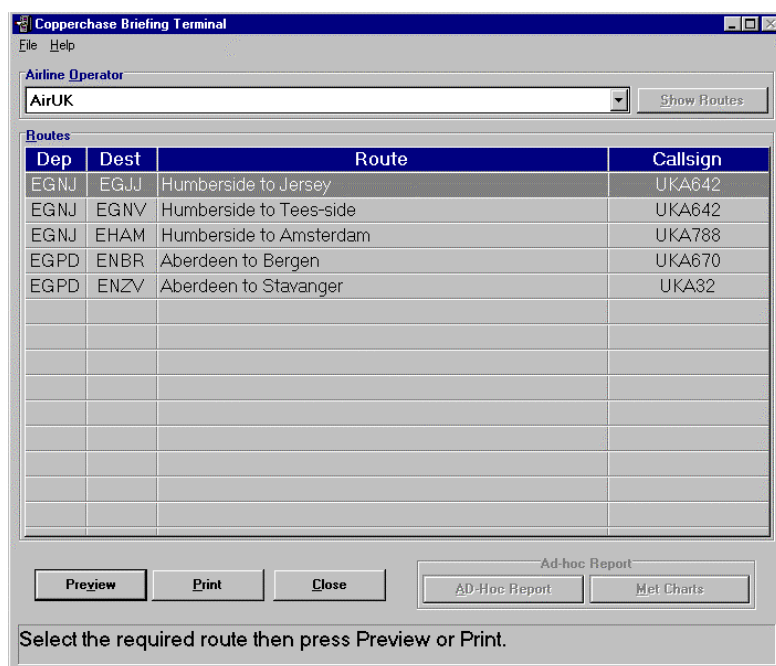 Copperchase Briefing Terminal
File Help
Airline Operator
AirUK Show Routes
Routes
Dep Dest Route Callsign
EGNJ EGJJ Humberside to Jersey UKA642
EGNJ EGNV Humberside to Tees-side UKA642
EGNJ EHAM Humberside to Amsterdam UKA788
EGPD ENBR Aberdeen to Bergen UKA670
EGPD ENZV Aberdeen to Stavanger UKA32
Ad-hoc Report
Preview Print Close AD-Hoc Report Met Charts
Select the required route then press Preview or Print.